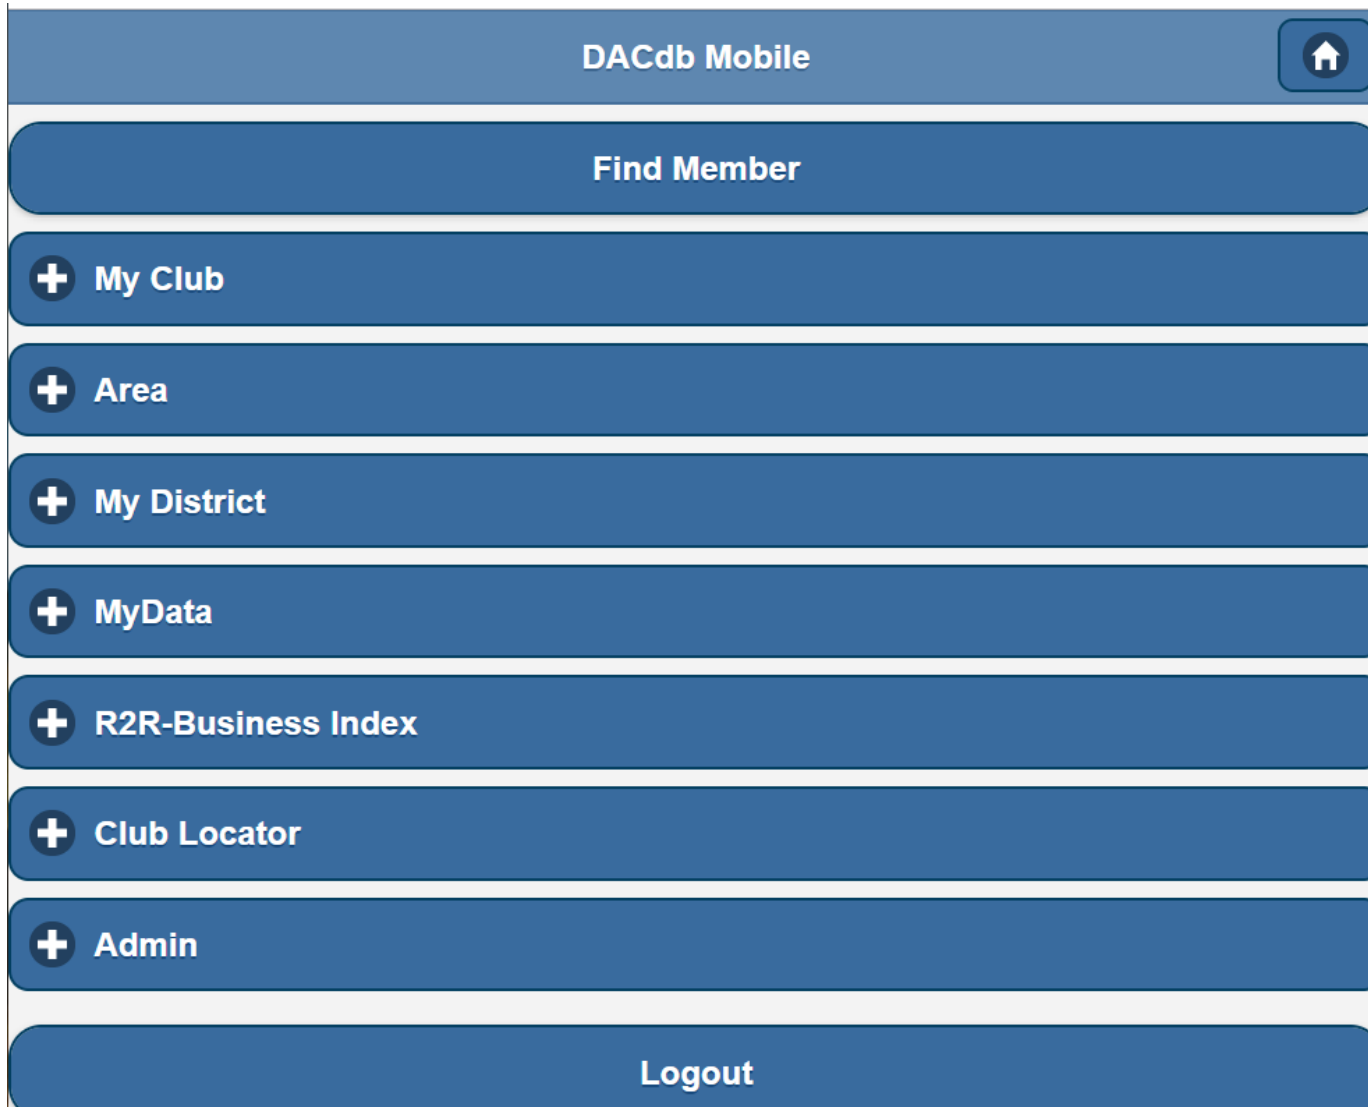 DACdb Mobile
Find Member
My Club
Area
My District
MyData
R2R-Business Index
Club Locator
Admin
Logout